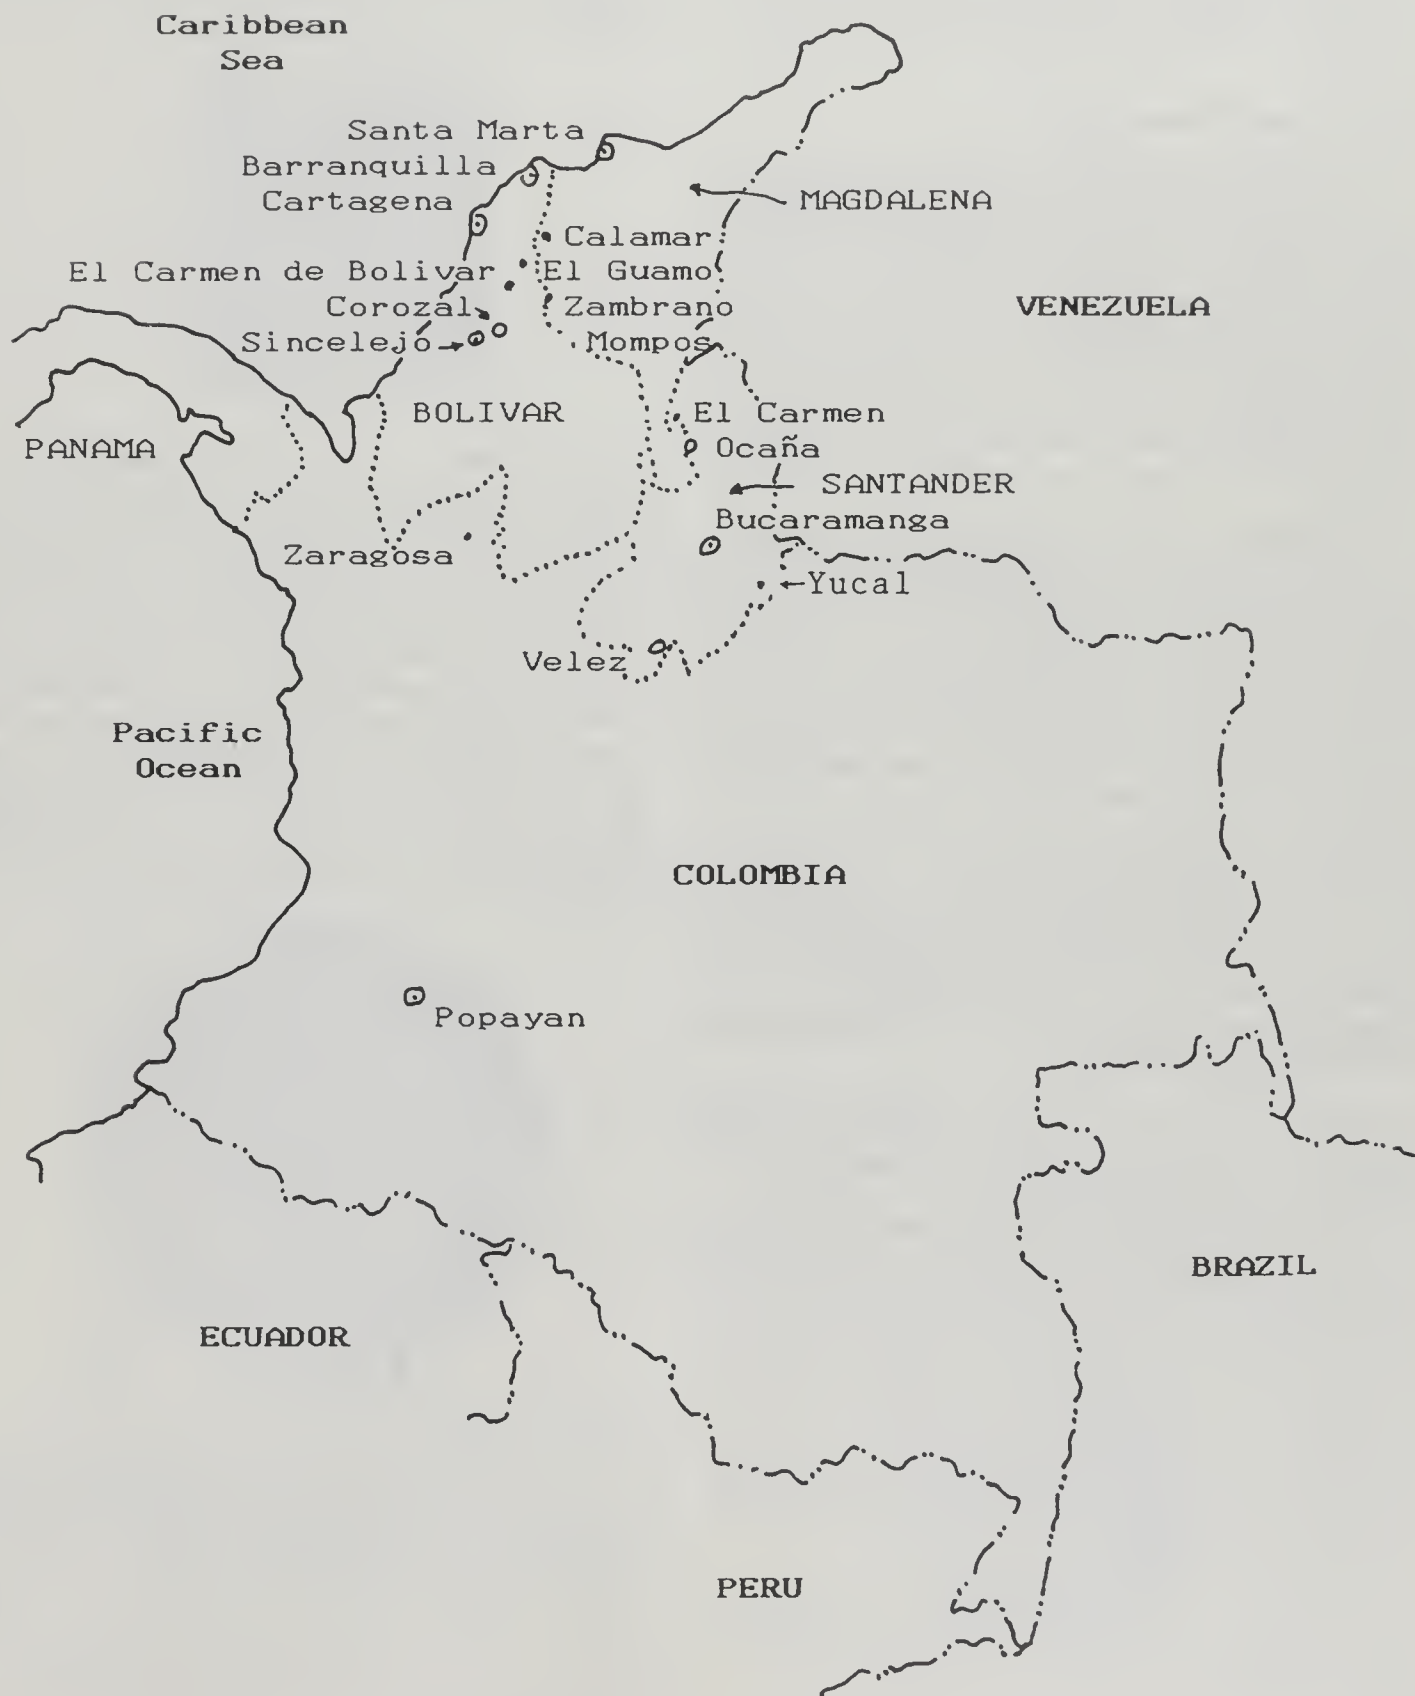 Caribbean
Sea
Santa Marta
Barranquilla
Cartagena
MAGDALENA
Calamar
El Carmen de Bolivar
El Guamo
Corozal
Zambrano
VENEZUELA
Sincelejo
Mompos
BOLIVAR
El Carmen
PANAMA
Ocaña
SANTANDER
Bucaramanga
Zaragosa
Yucal
Velez
Pacific
Ocean
COLOMBIA
Popayan
BRAZIL
ECUADOR
PERU